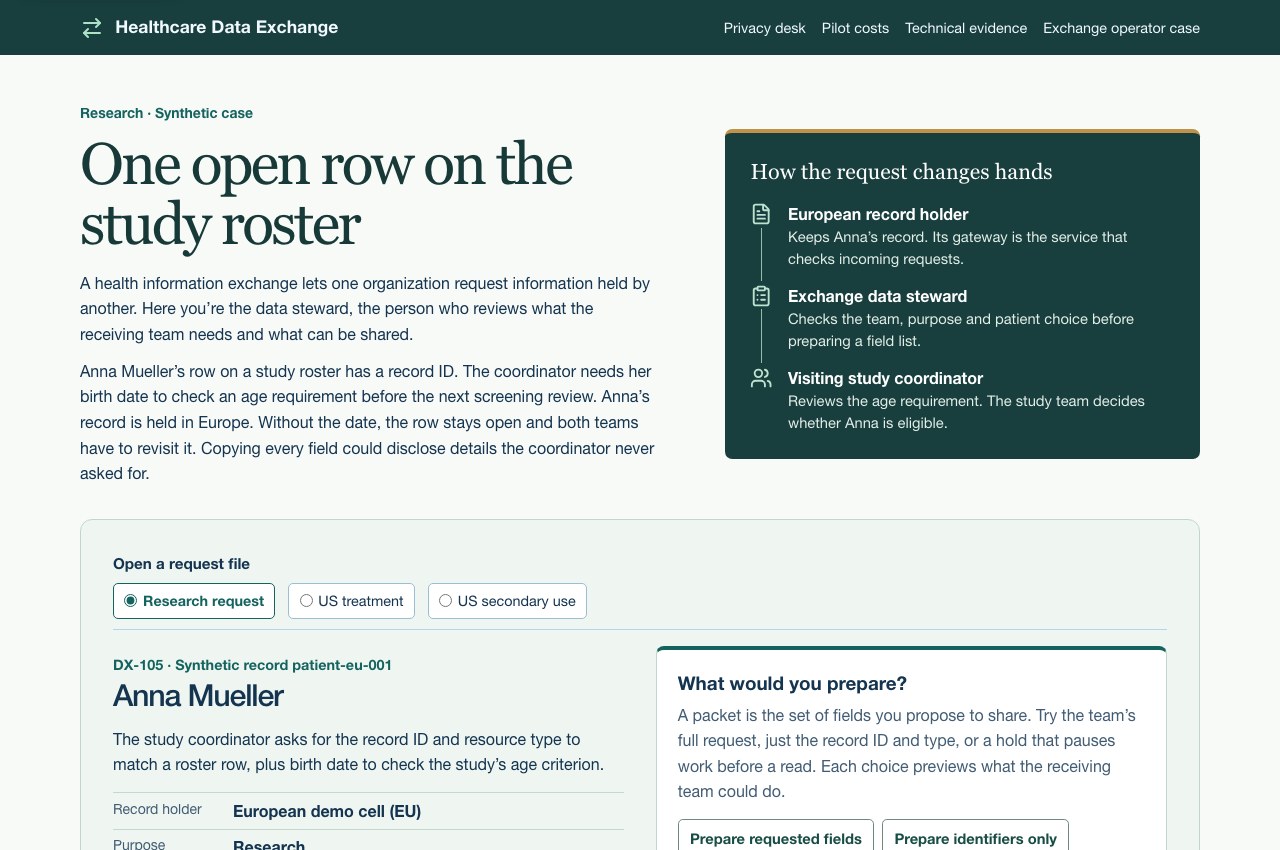 Healthcare Data Exchange
Privacy desk
Pilot costs
Technical evidence
Exchange operator case
Research · Synthetic case
One open row on the
study roster
A health information exchange lets one organization request information held by
another. Here you’re the data steward, the person who reviews what the
receiving team needs and what can be shared.
Anna Mueller’s row on a study roster has a record ID. The coordinator needs her
birth date to check an age requirement before the next screening review. Anna’s
record is held in Europe. Without the date, the row stays open and both teams
have to revisit it. Copying every field could disclose details the coordinator never
asked for.
How the request changes hands
European record holder
Keeps Anna’s record. Its gateway is the service that
checks incoming requests.
Exchange data steward
Checks the team, purpose and patient choice before
preparing a field list.
Visiting study coordinator
Reviews the age requirement. The study team decides
whether Anna is eligible.
Open a request file
Research request
US treatment
US secondary use
DX-105 · Synthetic record patient-eu-001
Anna Mueller
The study coordinator asks for the record ID and resource type to
match a roster row, plus birth date to check the study’s age criterion.
Record holder European demo cell (EU)
Purpose Research
What would you prepare?
A packet is the set of fields you propose to share. Try the team’s
full request, just the record ID and type, or a hold that pauses
work before a read. Each choice previews what the receiving
team could do.
Prepare requested fields
Prepare identifiers only